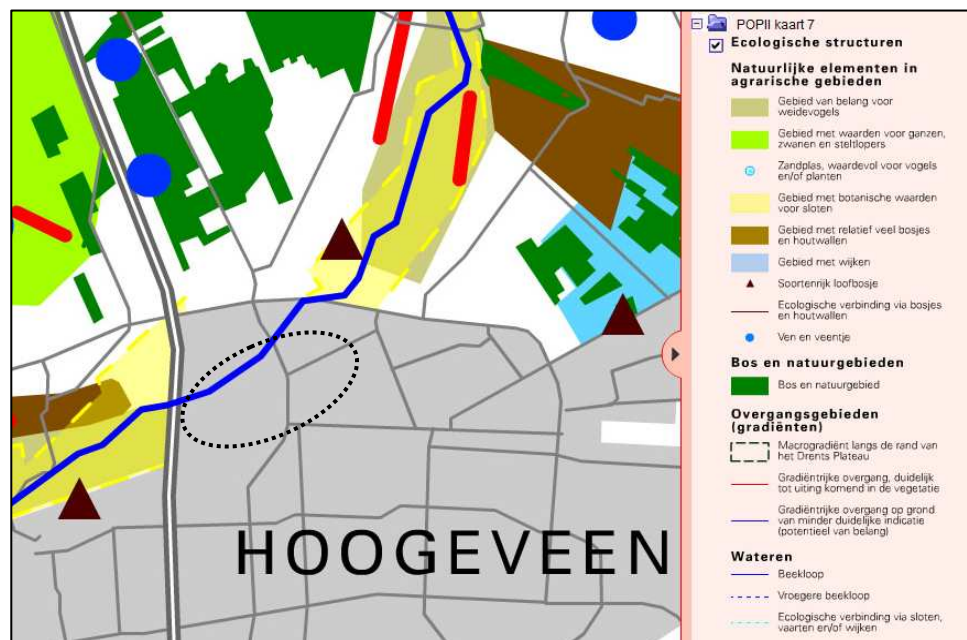 HOOGEVEEN
POPII kaart 7
Ecologische structuren
Natuurlijke elementen in
agrarische gebieden
Gebied van belang voor
weidevogels
Gebied met waarden voor ganzen,
zwanen en steltlopers
Zandplas, waardevol voor vogels
en/of planten
Gebied met botanische waarden
voor sloten
Gebied met relatief veel bosjes
en houtwallen
Gebied met wijken
Soortenrijk loofbosje
Ecologische verbinding via bosjes
en houtwallen
Ven en veentje
Bos en natuurgebieden
Bos en natuurgebied
Overgangsgebieden
(gradiënten)
Macrogradiënt langs de rand van
het Drents Plateau
Gradiëntrijke overgang, duidelijk
tot uiting komend in de vegetatie
Gradiëntrijke overgang op grond
van minder duidelijke indicatie
(potentieel van belang)
Wateren
Beekloop
Vroegere beekloop
Ecologische verbinding via sloten,
vaarten en/of wijken